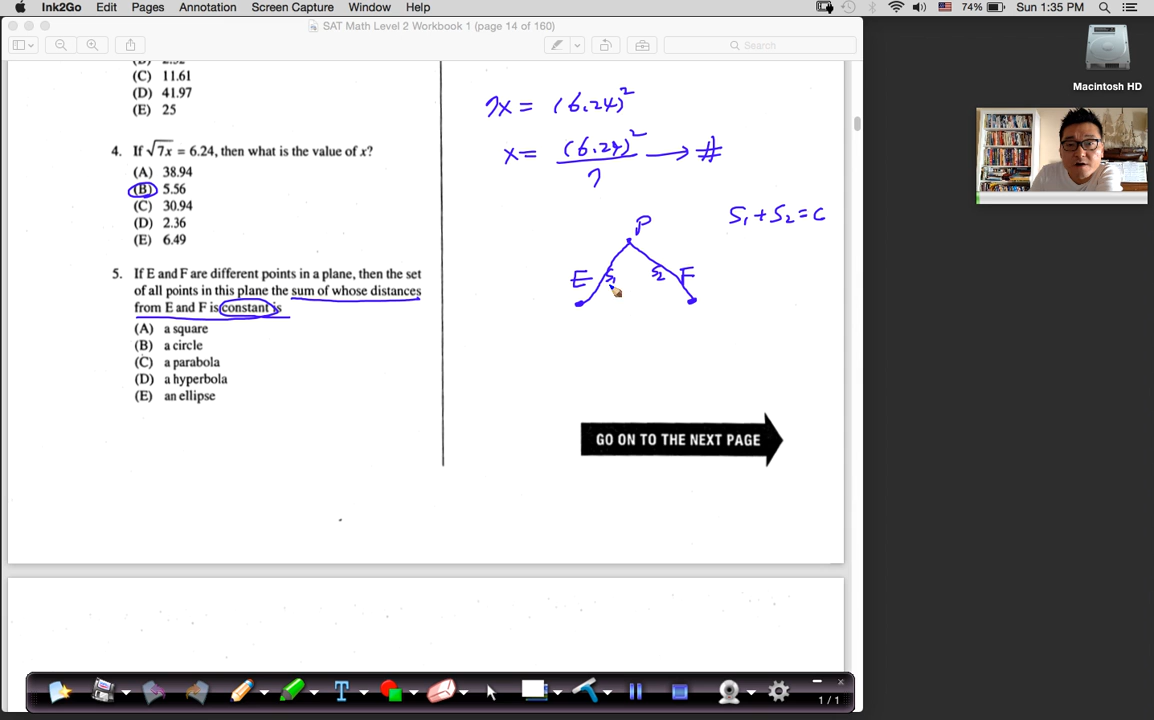 Ink2Go Edit Pages Annotation Screen Capture Window Help 74% Sun 1:35 PM
SAT Math Level 2 Workbook 1 (page 14 of 160)
Search
Macintosh HD
(C) 11.61
(D) 41.97
(E) 25
4. If √7x = 6.24, then what is the value of x?
(A) 38.94
(B) 5.56
(C) 30.94
(D) 2.36
(E) 6.49
5. If E and F are different points in a plane, then the set
of all points in this plane the sum of whose distances
from E and F is constant is
(A) a square
(B) a circle
(C) a parabola
(D) a hyperbola
(E) an ellipse
7x = (6.24)²
x = (6.24)² → #
7
S₁ + S₂ = C
P
E S₁ S₂ F
GO ON TO THE NEXT PAGE
T
1 / 1